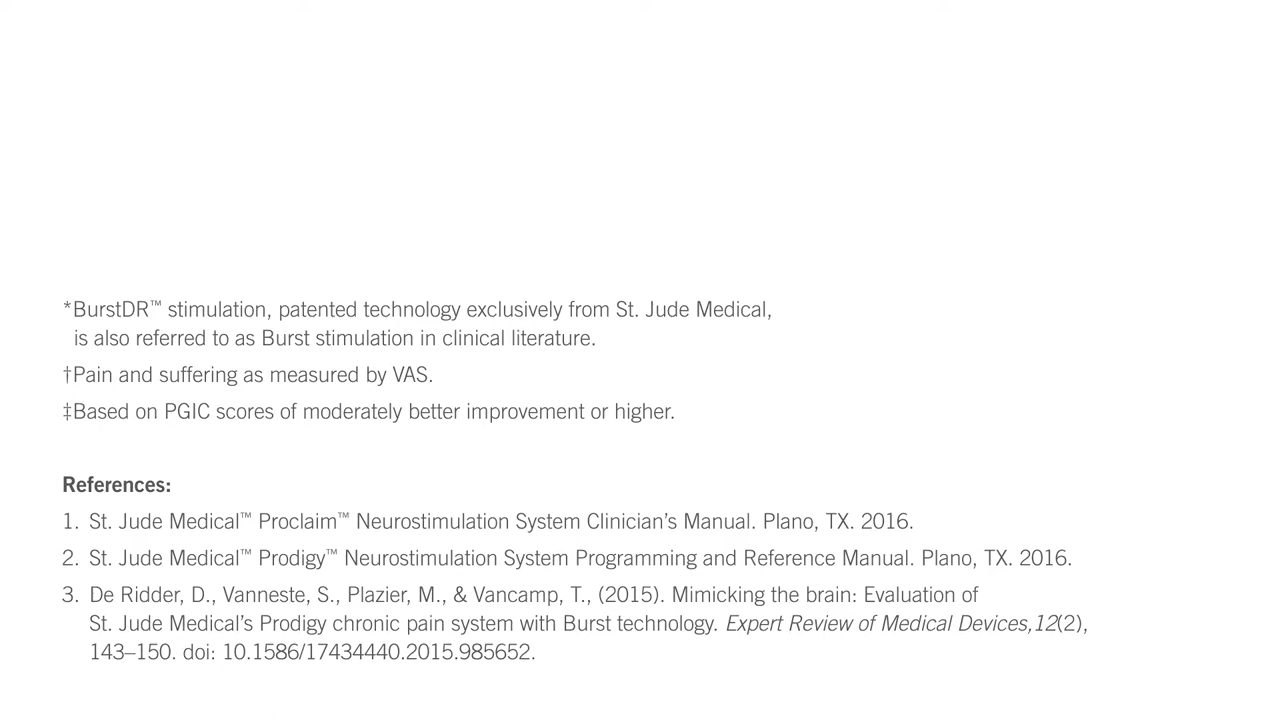 *BurstDR™ stimulation, patented technology exclusively from St. Jude Medical,
is also referred to as Burst stimulation in clinical literature.
†Pain and suffering as measured by VAS.
‡Based on PGIC scores of moderately better improvement or higher.
References:
1. St. Jude Medical™ Proclaim™ Neurostimulation System Clinician’s Manual. Plano, TX. 2016.
2. St. Jude Medical™ Prodigy™ Neurostimulation System Programming and Reference Manual. Plano, TX. 2016.
3. De Ridder, D., Vanneste, S., Plazier, M., & Vancamp, T., (2015). Mimicking the brain: Evaluation of
St. Jude Medical’s Prodigy chronic pain system with Burst technology. Expert Review of Medical Devices,12(2),
143–150. doi: 10.1586/17434440.2015.985652.